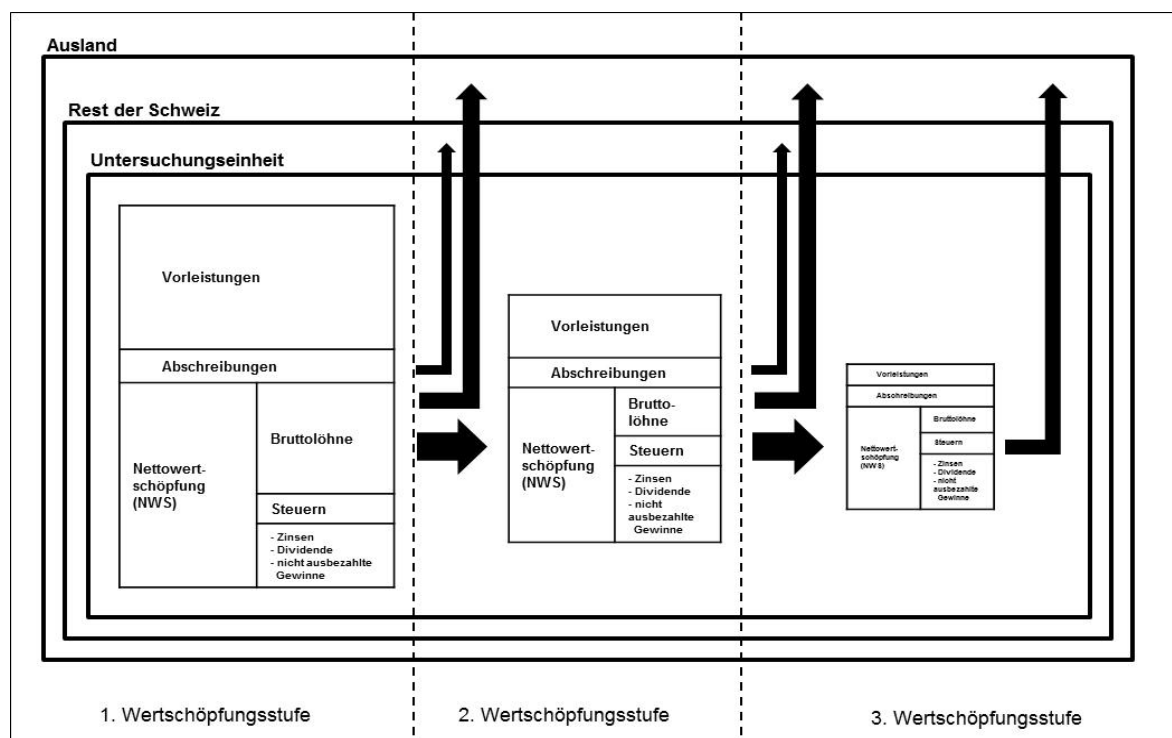 Ausland
Rest der Schweiz
Untersuchungseinheit
Vorleistungen
Abschreibungen
Nettowert-
schöpfung
(NWS)
Bruttolöhne
Steuern
- Zinsen
- Dividende
- nicht ausbezahlte
Gewinne
Vorleistungen
Abschreibungen
Nettowert-
schöpfung
(NWS)
Brutto-
löhne
Steuern
- Zinsen
- Dividende
- nicht
ausbezahlte
Gewinne
Vorleistungen
Abschreibungen
Nettowert-
schöpfung
(NWS)
Bruttolöhne
Steuern
- Zinsen
- Dividende
- nicht
ausbezahlte
Gewinne
1. Wertschöpfungsstufe
2. Wertschöpfungsstufe
3. Wertschöpfungsstufe